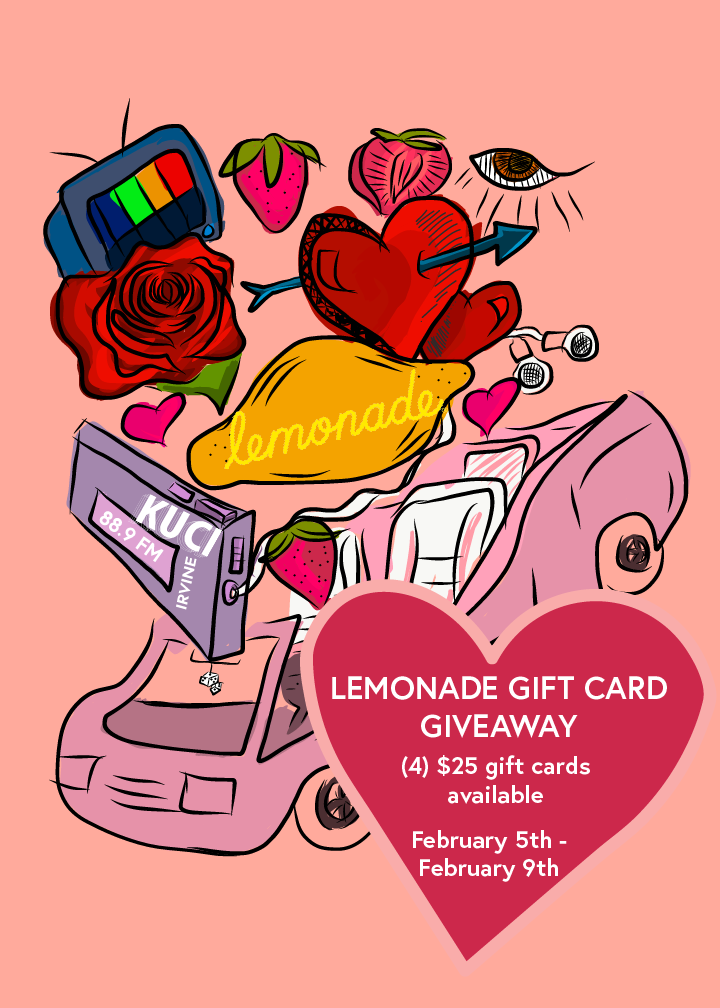 lemonade
KUCI
88.9 FM
IRVINE
LEMONADE GIFT CARD
GIVEAWAY
(4) $25 gift cards
available
February 5th -
February 9th